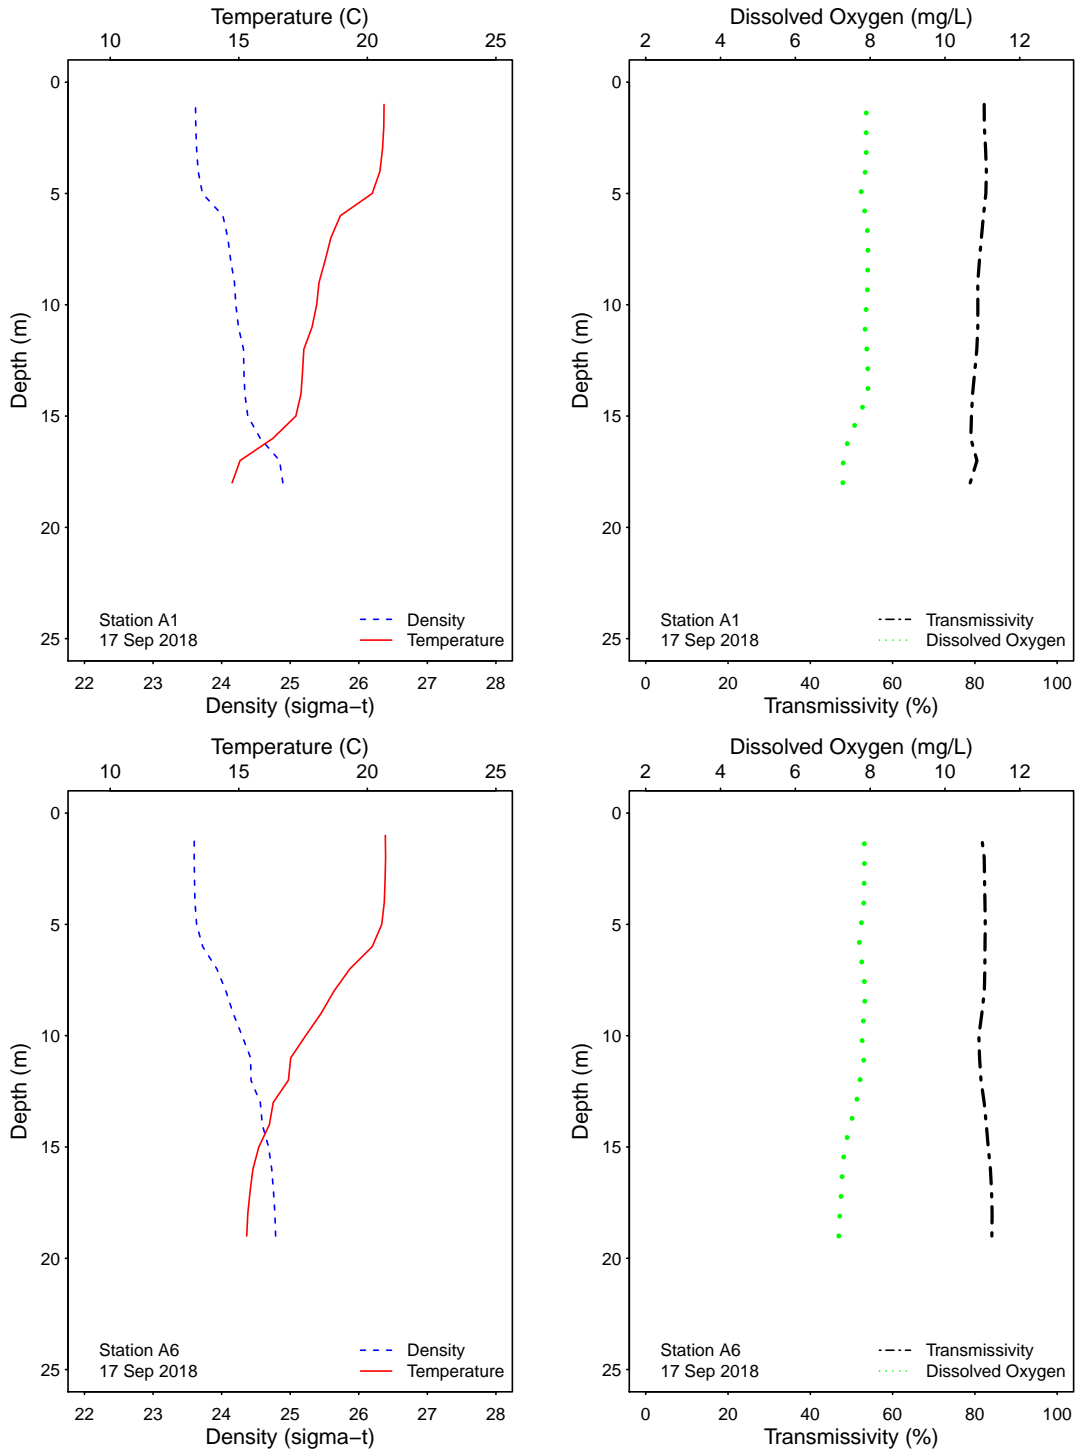 Temperature (C)
10 15 20 25
0
5
10
15
20
25
Depth (m)
Station A1
17 Sep 2018
Density
Temperature
22 23 24 25 26 27 28
Density (sigma−t)
Dissolved Oxygen (mg/L)
2 4 6 8 10 12
0
5
10
15
20
25
Depth (m)
Station A1
17 Sep 2018
Transmissivity
Dissolved Oxygen
0 20 40 60 80 100
Transmissivity (%)
Temperature (C)
10 15 20 25
0
5
10
15
20
25
Depth (m)
Station A6
17 Sep 2018
Density
Temperature
22 23 24 25 26 27 28
Density (sigma−t)
Dissolved Oxygen (mg/L)
2 4 6 8 10 12
0
5
10
15
20
25
Depth (m)
Station A6
17 Sep 2018
Transmissivity
Dissolved Oxygen
0 20 40 60 80 100
Transmissivity (%)